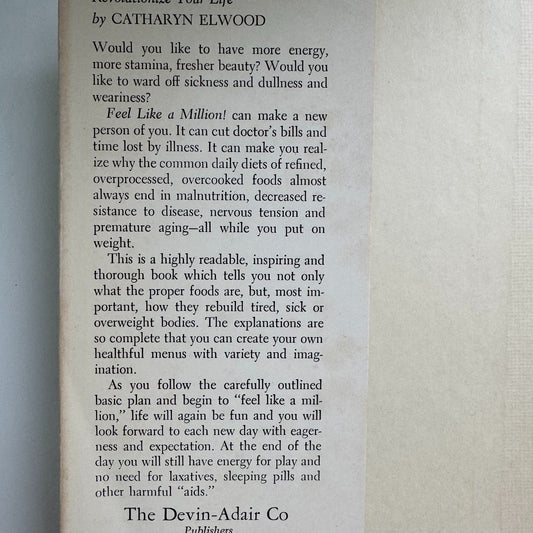 Revolutionize Your Life
by CATHARYN ELWOOD
Would you like to have more energy,
more stamina, fresher beauty? Would you
like to ward off sickness and dullness and
weariness?
Feel Like a Million! can make a new
person of you. It can cut doctor's bills and
time lost by illness. It can make you real-
ize why the common daily diets of refined,
overprocessed, overcooked foods almost
always end in malnutrition, decreased re-
sistance to disease, nervous tension and
premature aging—all while you put on
weight.
This is a highly readable, inspiring and
thorough book which tells you not only
what the proper foods are, but, most im-
portant, how they rebuild tired, sick or
overweight bodies. The explanations are
so complete that you can create your own
healthful menus with variety and imag-
ination.
As you follow the carefully outlined
basic plan and begin to "feel like a mil-
lion," life will again be fun and you will
look forward to each new day with eager-
ness and expectation. At the end of the
day you will still have energy for play and
no need for laxatives, sleeping pills and
other harmful "aids."
The Devin-Adair Co
Publishers